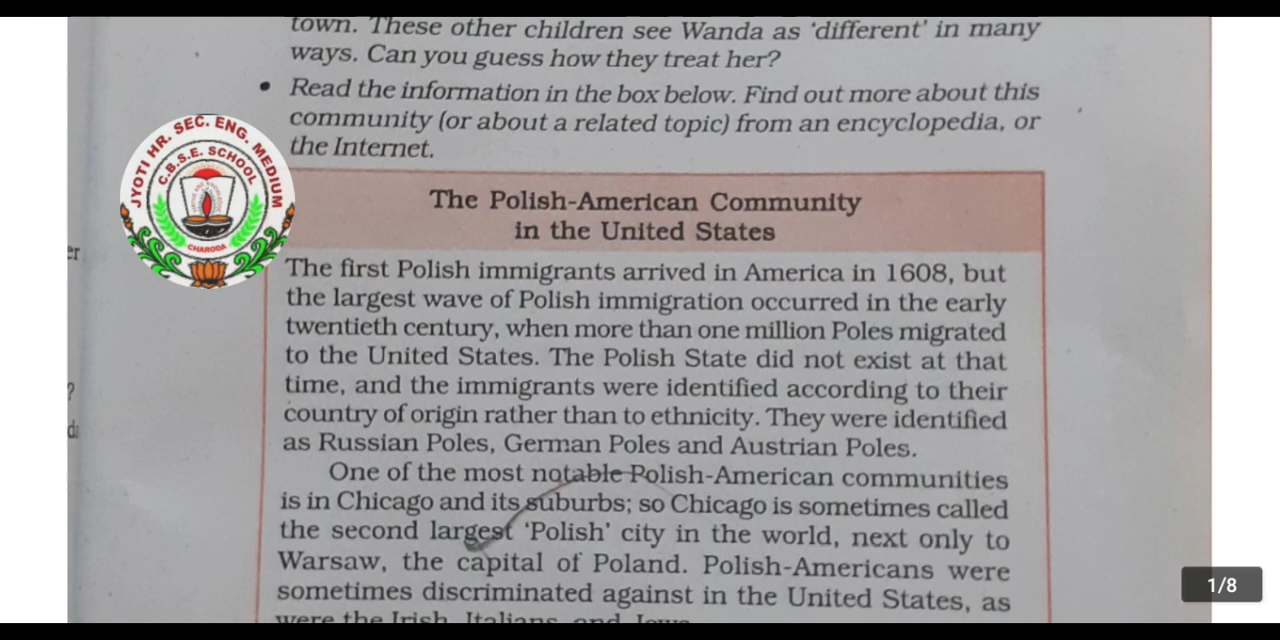 town. These other children see Wanda as 'different' in many
ways. Can you guess how they treat her?
• Read the information in the box below. Find out more about this
community (or about a related topic) from an encyclopedia, or
the Internet.
JYOTI HR. SEC. ENG. MEDIUM
C.B.S.E. SCHOOL
CHARODA
The Polish-American Community
in the United States
The first Polish immigrants arrived in America in 1608, but
the largest wave of Polish immigration occurred in the early
twentieth century, when more than one million Poles migrated
to the United States. The Polish State did not exist at that
time, and the immigrants were identified according to their
country of origin rather than to ethnicity. They were identified
as Russian Poles, German Poles and Austrian Poles.
One of the most notable Polish-American communities
is in Chicago and its suburbs; so Chicago is sometimes called
the second largest 'Polish' city in the world, next only to
Warsaw, the capital of Poland. Polish-Americans were
sometimes discriminated against in the United States, as
were the Irish, Italians, and Jews.
er
?
1/8